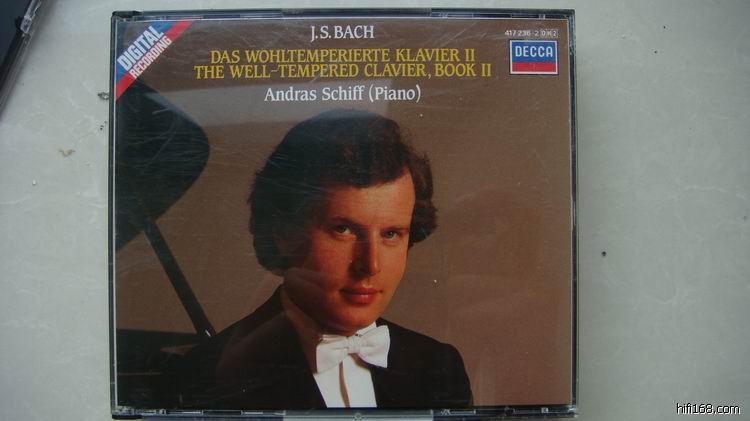 J.S. BACH
DAS WOHLTEMPERIERTE KLAVIER II
THE WELL-TEMPERED CLAVIER, BOOK II
Andras Schiff (Piano)
DIGITAL
RECORDING
417 236-2 DH2
DECCA
hifi168.com